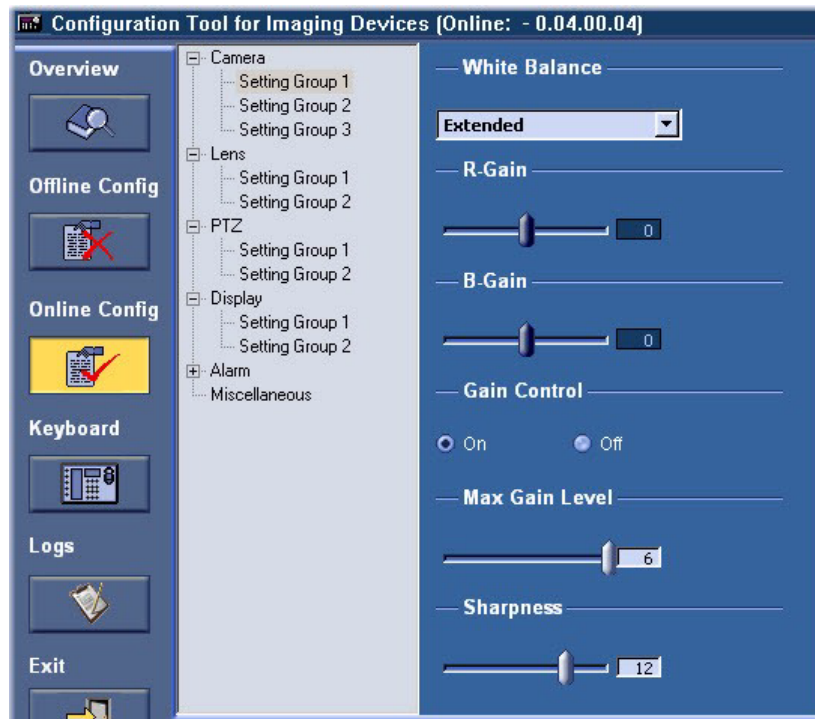 Configuration Tool for Imaging Devices (Online: - 0.04.00.04)
Overview
Offline Config
Online Config
Keyboard
Logs
Exit
Camera
Setting Group 1
Setting Group 2
Setting Group 3
Lens
Setting Group 1
Setting Group 2
PTZ
Setting Group 1
Setting Group 2
Display
Setting Group 1
Setting Group 2
Alarm
Miscellaneous
White Balance
Extended
R-Gain
0
B-Gain
0
Gain Control
On Off
Max Gain Level
6
Sharpness
12